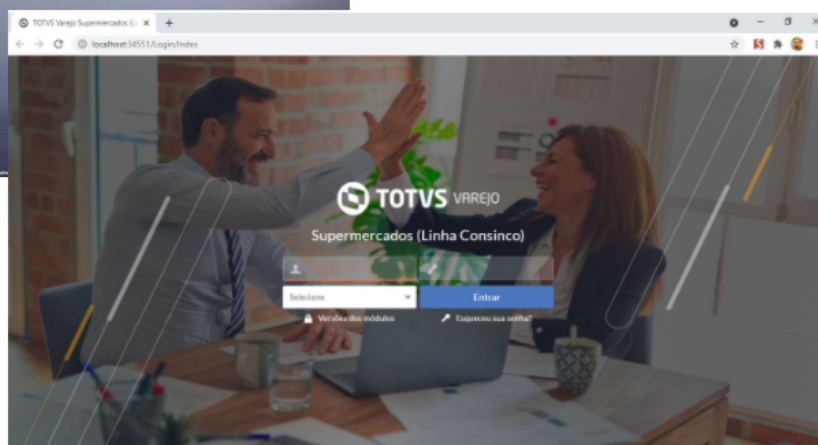 TOTVS Varejo Supermercados (L
localhost:34551/Login/Index
TOTVS VAREJO
Supermercados (Linha Consinco)
Selecione
Entrar
Versões dos módulos
Esqueceu sua senha?